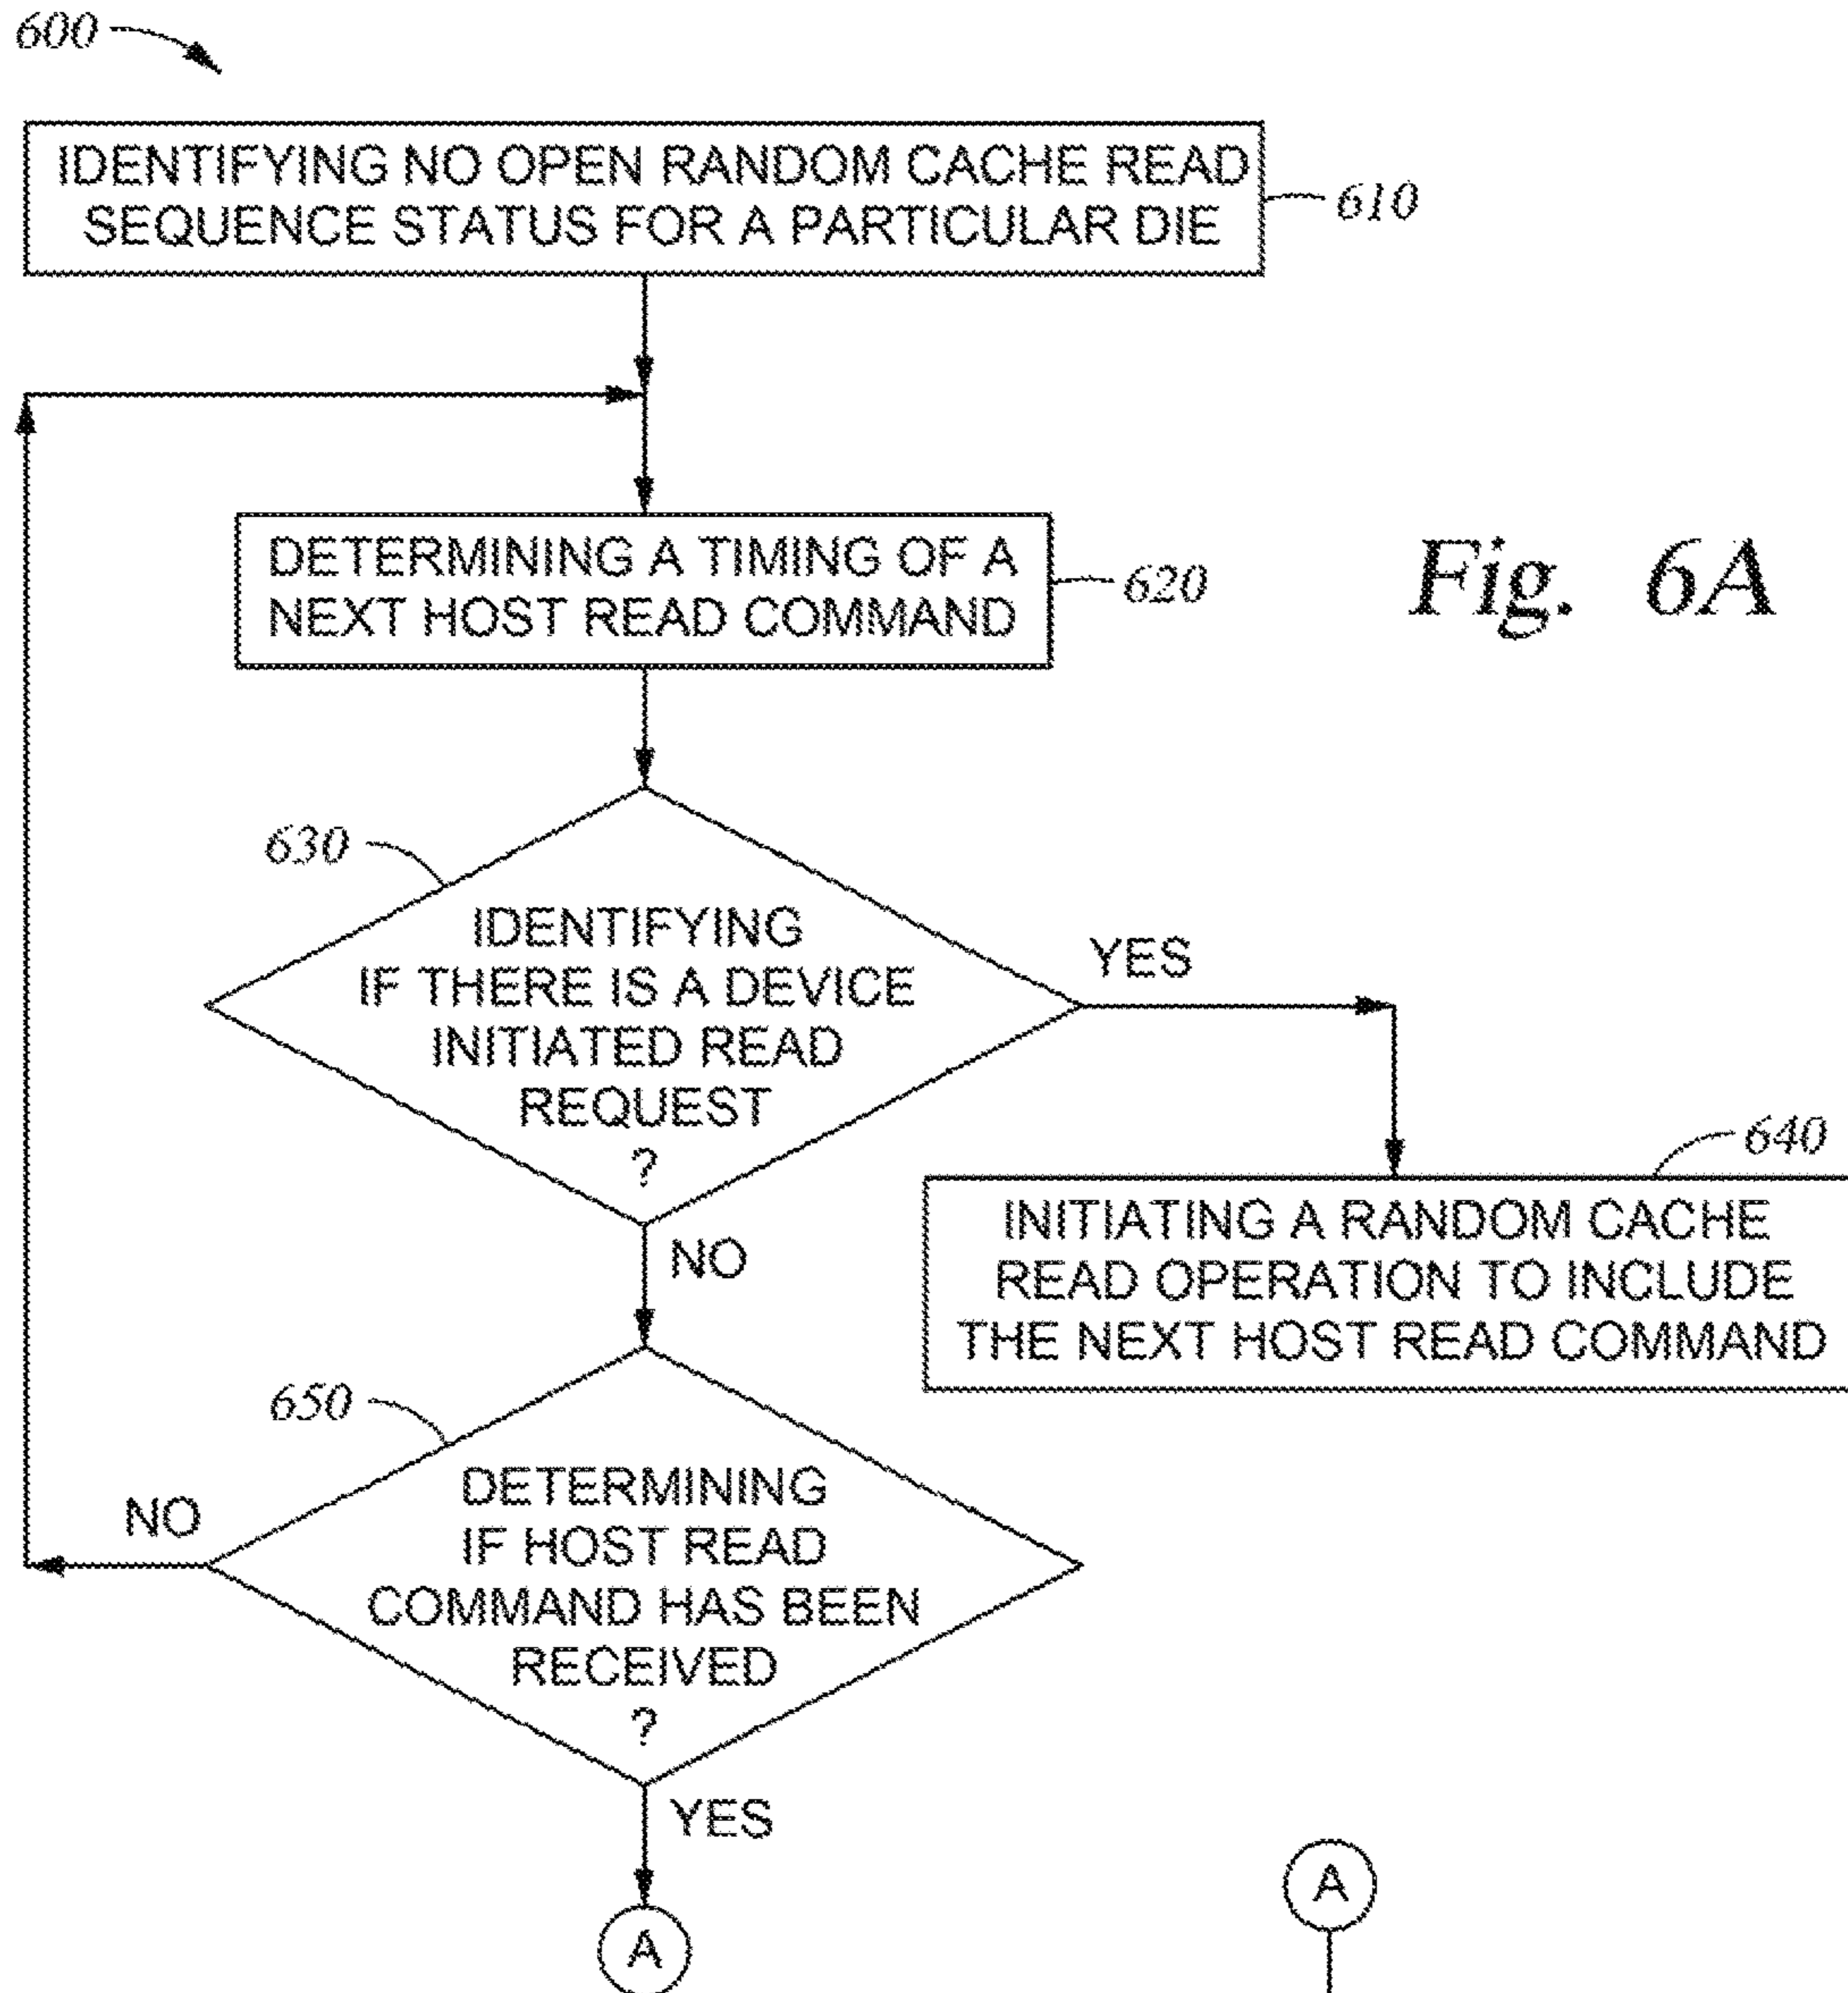 600
IDENTIFYING NO OPEN RANDOM CACHE READ
SEQUENCE STATUS FOR A PARTICULAR DIE
610
DETERMINING A TIMING OF A
NEXT HOST READ COMMAND
620
Fig. 6A
630
IDENTIFYING
IF THERE IS A DEVICE
INITIATED READ
REQUEST
?
YES
NO
640
INITIATING A RANDOM CACHE
READ OPERATION TO INCLUDE
THE NEXT HOST READ COMMAND
650
DETERMINING
IF HOST READ
COMMAND HAS BEEN
RECEIVED
?
NO
YES
A
A